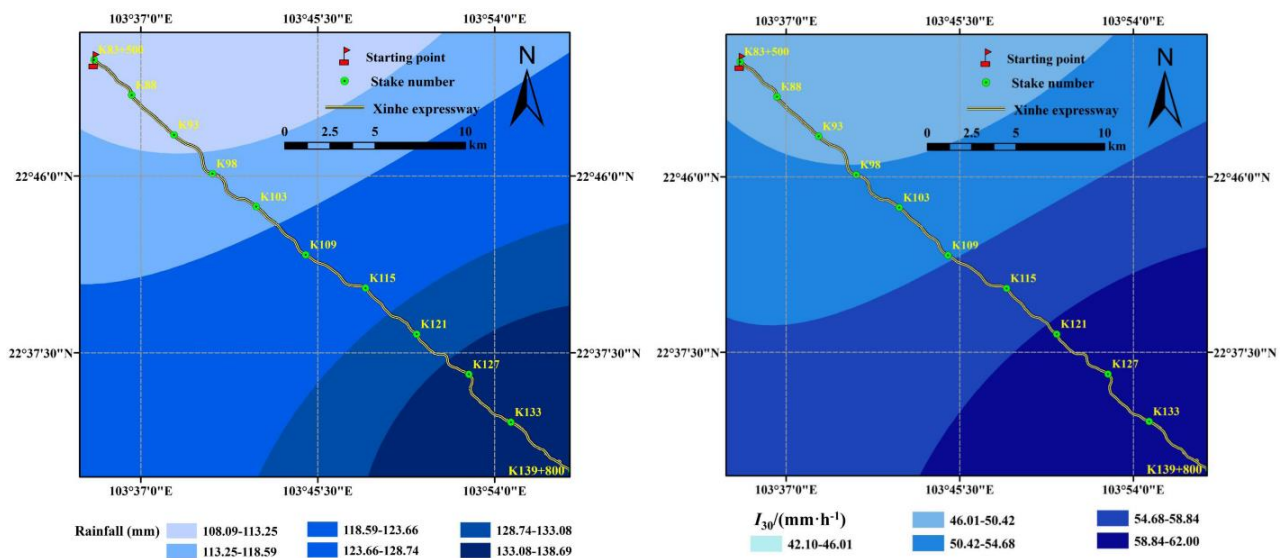 103°37'0"E 103°45'30"E 103°54'0"E
K83+500
K88
K93
K98
K103
K109
K115
K121
K127
K133
K139+800
Starting point
Stake number
Xinhe expressway
N
0 2.5 5 10
km
22°46'0"N
22°37'30"N
103°37'0"E 103°45'30"E 103°54'0"E
Rainfall (mm) 108.09-113.25 118.59-123.66 128.74-133.08
113.25-118.59 123.66-128.74 133.08-138.69
103°37'0"E 103°45'30"E 103°54'0"E
K83+500
K88
K93
K98
K103
K109
K115
K121
K127
K133
K139+800
Starting point
Stake number
Xinhe expressway
N
0 2.5 5 10
km
22°46'0"N 22°46'0"N
22°37'30"N 22°37'30"N
103°37'0"E 103°45'30"E 103°54'0"E
I30/(mm·h-1) 46.01-50.42 54.68-58.84
42.10-46.01 50.42-54.68 58.84-62.00